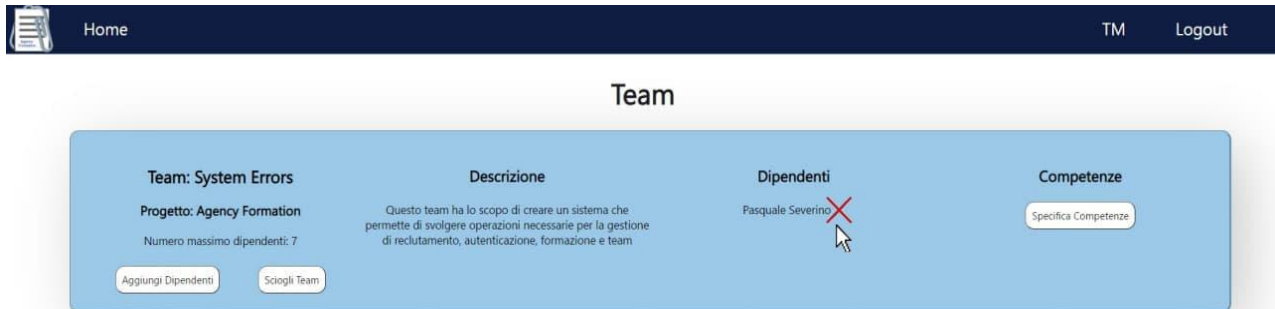 Home
TM
Logout
Team
Team: System Errors
Progetto: Agency Formation
Numero massimo dipendenti: 7
Aggiungi Dipendenti
Sciogli Team
Descrizione
Questo team ha lo scopo di creare un sistema che
permette di svolgere operazioni necessarie per la gestione
di reclutamento, autenticazione, formazione e team
Dipendenti
Pasquale Severino
Competenze
Specifica Competenze